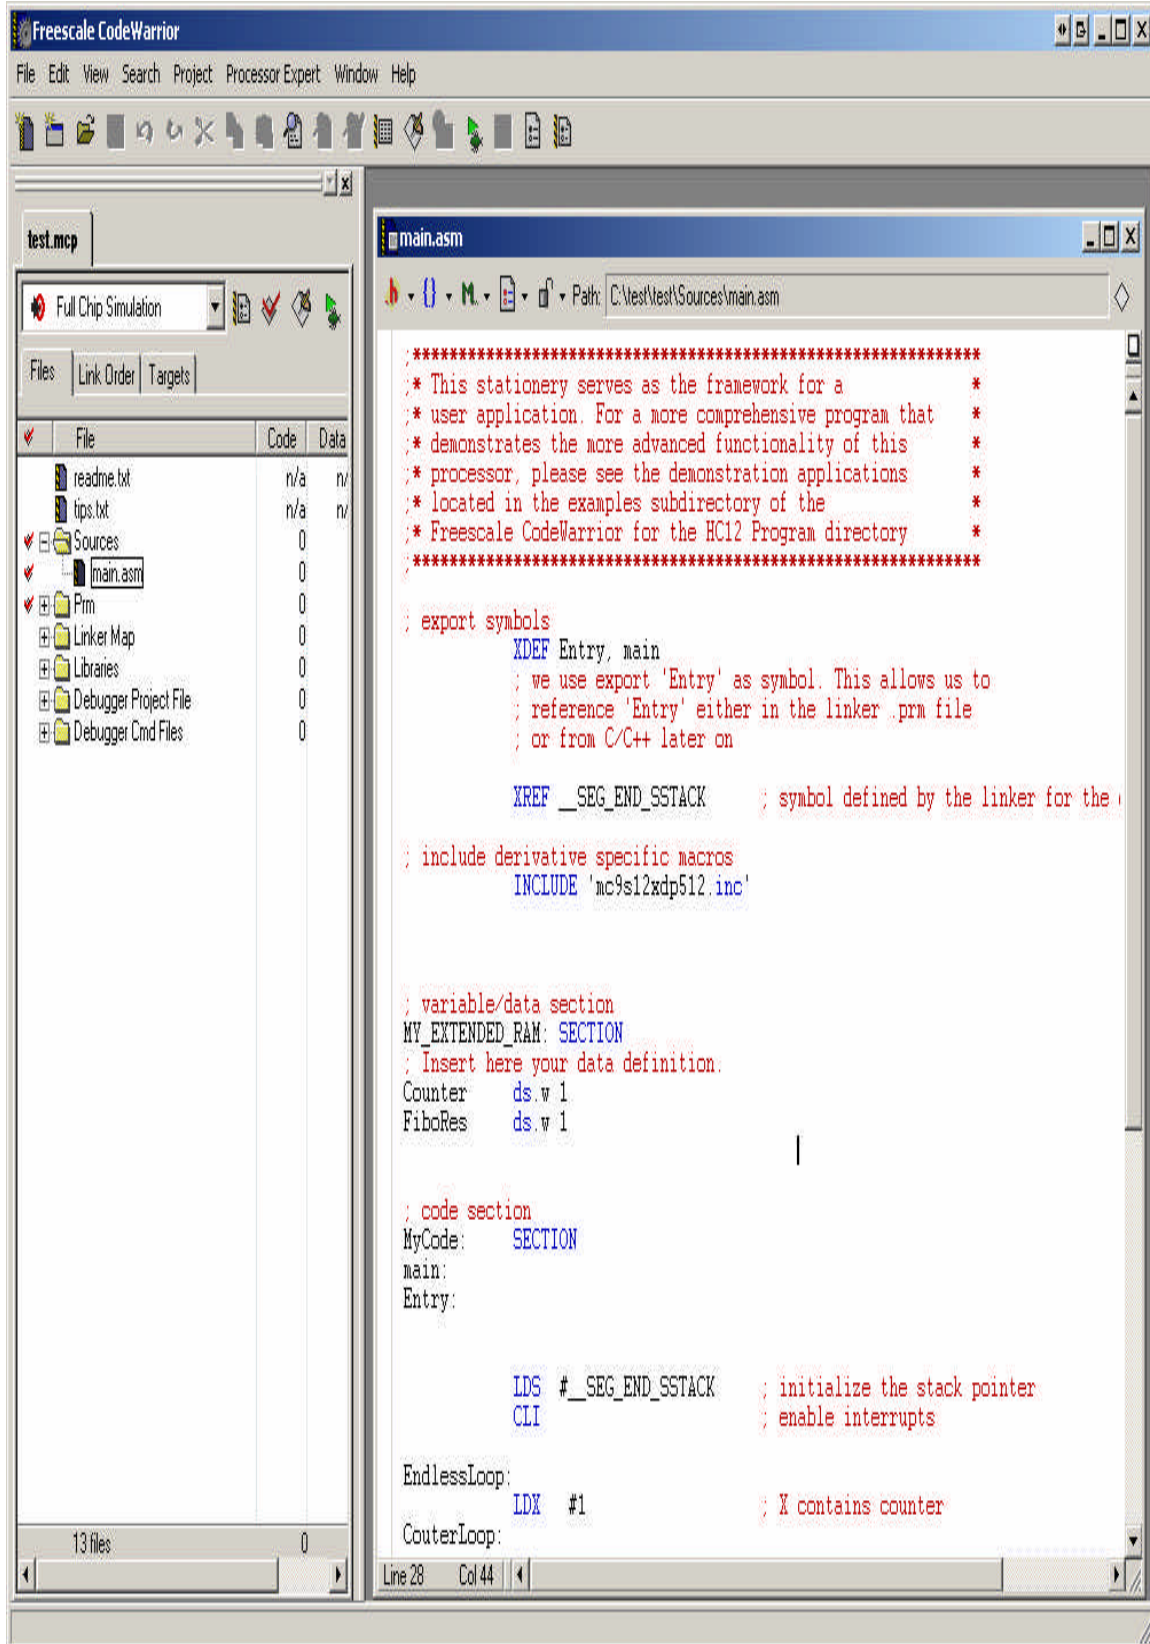 Freescale CodeWarrior
File Edit View Search Project Processor Expert Window Help
test.mcp
Full Chip Simulation
Files Link Order Targets
File Code Data
readme.txt n/a n/
tips.txt n/a n/
Sources 0
main.asm 0
Prm 0
Linker Map 0
Libraries 0
Debugger Project File 0
Debugger Cmd Files 0
13 files 0
main.asm
h {} M. Path: C:\test\test\Sources\main.asm
;**************************************************************
;* This stationery serves as the framework for a *
;* user application. For a more comprehensive program that *
;* demonstrates the more advanced functionality of this *
;* processor, please see the demonstration applications *
;* located in the examples subdirectory of the *
;* Freescale CodeWarrior for the HC12 Program directory *
;**************************************************************
; export symbols
XDEF Entry, main
; we use export 'Entry' as symbol. This allows us to
; reference 'Entry' either in the linker .prm file
; or from C/C++ later on
XREF __SEG_END_SSTACK ; symbol defined by the linker for the
; include derivative specific macros
INCLUDE 'mc9s12xdp512.inc'
; variable/data section
MY_EXTENDED_RAM: SECTION
; Insert here your data definition.
Counter ds.w 1
FiboRes ds.w 1
; code section
MyCode: SECTION
main:
Entry:
LDS #__SEG_END_SSTACK ; initialize the stack pointer
CLI ; enable interrupts
EndlessLoop:
LDX #1 ; X contains counter
CouterLoop:
Line 28 Col 44